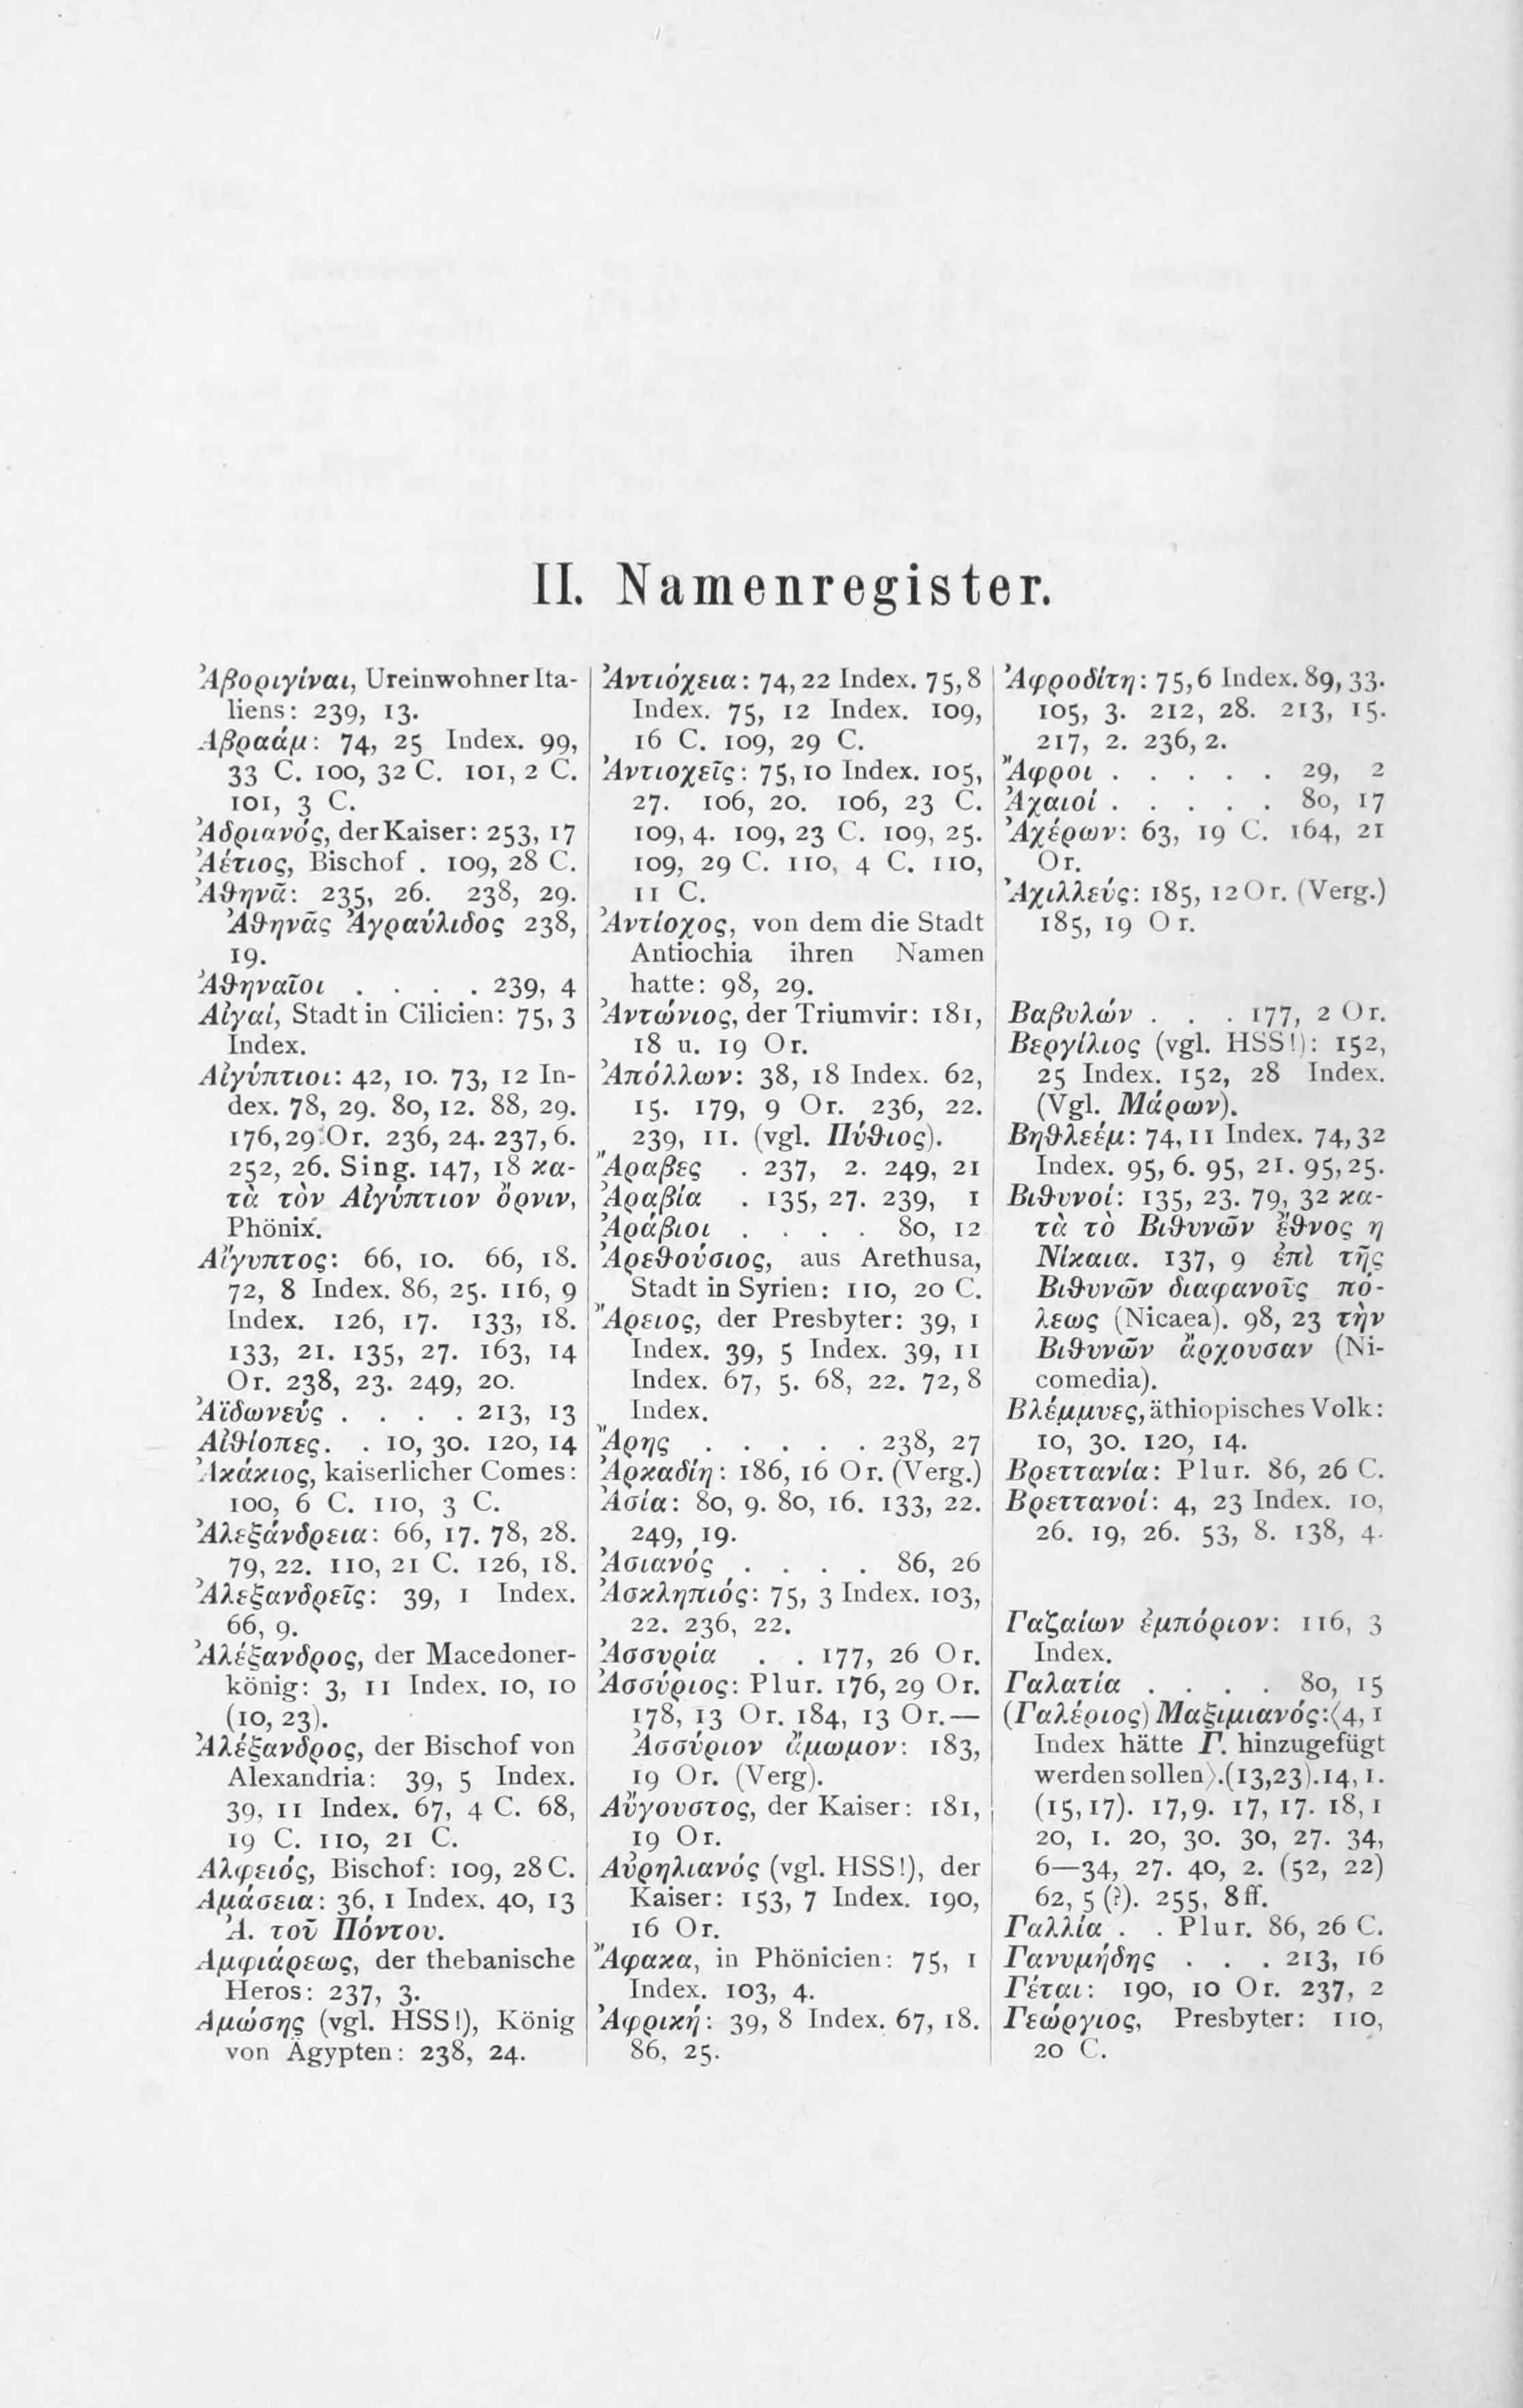 II. Namenregister.
Ἀβοριγίναι, Ureinwohner Ita-
liens: 239, 13.
Ἀβραάμ: 74, 25 Index. 99,
33 C. 100, 32 C. 101, 2 C.
101, 3 C.
Ἀδριανός, der Kaiser: 253, 17
Ἀέτιος, Bischof . 109, 28 C.
Ἀθηνᾶ: 235, 26. 238, 29.
Ἀθηνᾶς Ἀγραύλιδος 238,
19.
Ἀθηναῖοι . . . . 239, 4
Αἰγαί, Stadt in Cilicien: 75, 3
Index.
Αἰγύπτιοι: 42, 10. 73, 12 In-
dex. 78, 29. 80, 12. 88, 29.
176, 29 Or. 236, 24. 237, 6.
252, 26. Sing. 147, 18 κα-
τὰ τὸν Αἰγύπτιον ὄρνιν,
Phönix.
Αἴγυπτος: 66, 10. 66, 18.
72, 8 Index. 86, 25. 116, 9
Index. 126, 17. 133, 18.
133, 21. 135, 27. 163, 14
Or. 238, 23. 249, 20.
Ἀϊδωνεύς . . . . 213, 13
Αἰθίοπες. . 10, 30. 120, 14
Ἀκάκιος, kaiserlicher Comes:
100, 6 C. 110, 3 C.
Ἀλεξάνδρεια: 66, 17. 78, 28.
79, 22. 110, 21 C. 126, 18.
Ἀλεξανδρεῖς: 39, 1 Index.
66, 9.
Ἀλέξανδρος, der Macedoner-
könig: 3, 11 Index. 10, 10
(10, 23).
Ἀλέξανδρος, der Bischof von
Alexandria: 39, 5 Index.
39, 11 Index. 67, 4 C. 68,
19 C. 110, 21 C.
Ἀλφειός, Bischof: 109, 28 C.
Ἀμάσεια: 36, 1 Index. 40, 13
Ἀ. τοῦ Πόντου.
Ἀμφιάρεως, der thebanische
Heros: 237, 3.
Ἀμώσης (vgl. HSS!), König
von Ägypten: 238, 24.
Ἀντιόχεια: 74, 22 Index. 75, 8
Index. 75, 12 Index. 109,
16 C. 109, 29 C.
Ἀντιοχεῖς: 75, 10 Index. 105,
27. 106, 20. 106, 23 C.
109, 4. 109, 23 C. 109, 25.
109, 29 C. 110, 4 C. 110,
11 C.
Ἀντίοχος, von dem die Stadt
Antiochia ihren Namen
hatte: 98, 29.
Ἀντώνιος, der Triumvir: 181,
18 u. 19 Or.
Ἀπόλλων: 38, 18 Index. 62,
15. 179, 9 Or. 236, 22.
239, 11. (vgl. Πύθιος).
Ἄραβες . 237, 2. 249, 21
Ἀραβία . 135, 27. 239, 1
Ἀράβιοι . . . . 80, 12
Ἀρεθούσιος, aus Arethusa,
Stadt in Syrien: 110, 20 C.
Ἄρειος, der Presbyter: 39, 1
Index. 39, 5 Index. 39, 11
Index. 67, 5. 68, 22. 72, 8
Index.
Ἄρης . . . . . 238, 27
Ἀρκαδίη: 186, 16 Or. (Verg.)
Ἀσία: 80, 9. 80, 16. 133, 22.
249, 19.
Ἀσιανός . . . . 86, 26
Ἀσκληπιός: 75, 3 Index. 103,
22. 236, 22.
Ἀσσυρία . . 177, 26 Or.
Ἀσσύριος: Plur. 176, 29 Or.
178, 13 Or. 184, 13 Or.—
Ἀσσύριον ἄμωμον: 183,
19 Or. (Verg).
Αὔγουστος, der Kaiser: 181,
19 Or.
Αὐρηλιανός (vgl. HSS!), der
Kaiser: 153, 7 Index. 190,
16 Or.
Ἄφακα, in Phönicien: 75, 1
Index. 103, 4.
Ἀφρική: 39, 8 Index. 67, 18.
86, 25.
Ἀφροδίτη: 75, 6 Index. 89, 33.
105, 3. 212, 28. 213, 15.
217, 2. 236, 2.
Ἄφροι . . . . . 29, 2
Ἀχαιοί . . . . . 80, 17
Ἀχέρων: 63, 19 C. 164, 21
Or.
Ἀχιλλεύς: 185, 12 Or. (Verg.)
185, 19 Or.
Βαβυλών . . . 177, 2 Or.
Βεργίλιος (vgl. HSS!): 152,
25 Index. 152, 28 Index.
(Vgl. Μάρων).
Βηθλεέμ: 74, 11 Index. 74, 32
Index. 95, 6. 95, 21. 95, 25.
Βιθυνοί: 135, 23. 79, 32 κα-
τὰ τὸ Βιθυνῶν ἔθνος η
Νίκαια. 137, 9 ἐπὶ τῆς
Βιθυνῶν διαφανοῦς πό-
λεως (Nicaea). 98, 23 τὴν
Βιθυνῶν ἄρχουσαν (Ni-
comedia).
Βλέμμυες, äthiopisches Volk:
10, 30. 120, 14.
Βρεττανία: Plur. 86, 26 C.
Βρεττανοί: 4, 23 Index. 10,
26. 19, 26. 53, 8. 138, 4.
Γαζαίων ἐμπόριον: 116, 3
Index.
Γαλατία . . . . 80, 15
(Γαλέριος) Μαξιμιανός: ⟨4, 1
Index hätte Γ. hinzugefügt
werden sollen⟩. (13, 23). 14, 1.
(15, 17). 17, 9. 17, 17. 18, 1
20, 1. 20, 30. 30, 27. 34,
6—34, 27. 40, 2. (52, 22)
62, 5 (?). 255, 8 ff.
Γαλλία . . Plur. 86, 26 C.
Γανυμήδης . . . 213, 16
Γέται: 190, 10 Or. 237, 2
Γεώργιος, Presbyter: 110,
20 C.